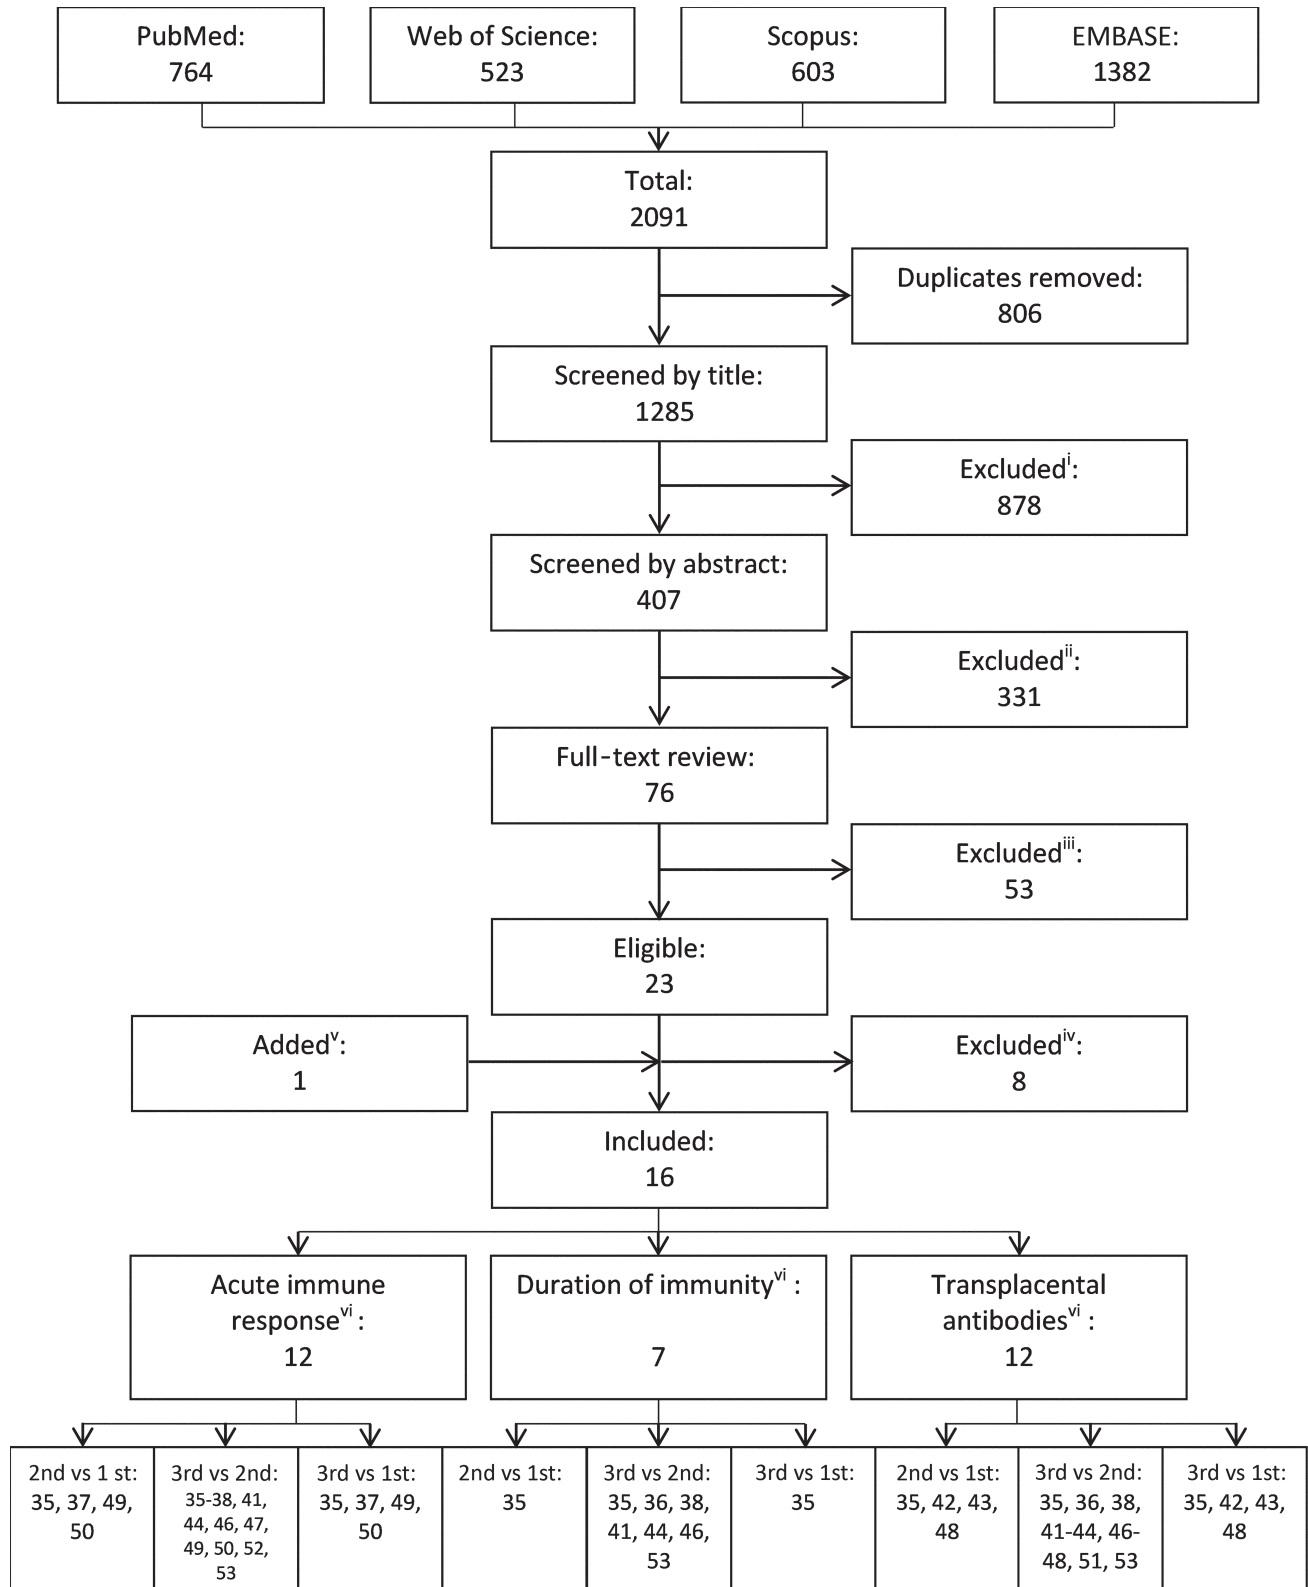 PubMed:
764
Web of Science:
523
Scopus:
603
EMBASE:
1382
Total:
2091
Duplicates removed:
806
Screened by title:
1285
Excludedⁱ:
878
Screened by abstract:
407
Excludedⁱⁱ:
331
Full-text review:
76
Excludedⁱⁱⁱ:
53
Eligible:
23
Addedᵛ:
1
Excludedⁱᵛ:
8
Included:
16
Acute immune
responseᵛⁱ :
12
Duration of immunityᵛⁱ :
7
Transplacental
antibodiesᵛⁱ :
12
2nd vs 1 st:
35, 37, 49,
50
3rd vs 2nd:
35-38, 41,
44, 46, 47,
49, 50, 52,
53
3rd vs 1st:
35, 37, 49,
50
2nd vs 1st:
35
3rd vs 2nd:
35, 36, 38,
41, 44, 46,
53
3rd vs 1st:
35
2nd vs 1st:
35, 42, 43,
48
3rd vs 2nd:
35, 36, 38,
41-44, 46-
48, 51, 53
3rd vs 1st:
35, 42, 43,
48